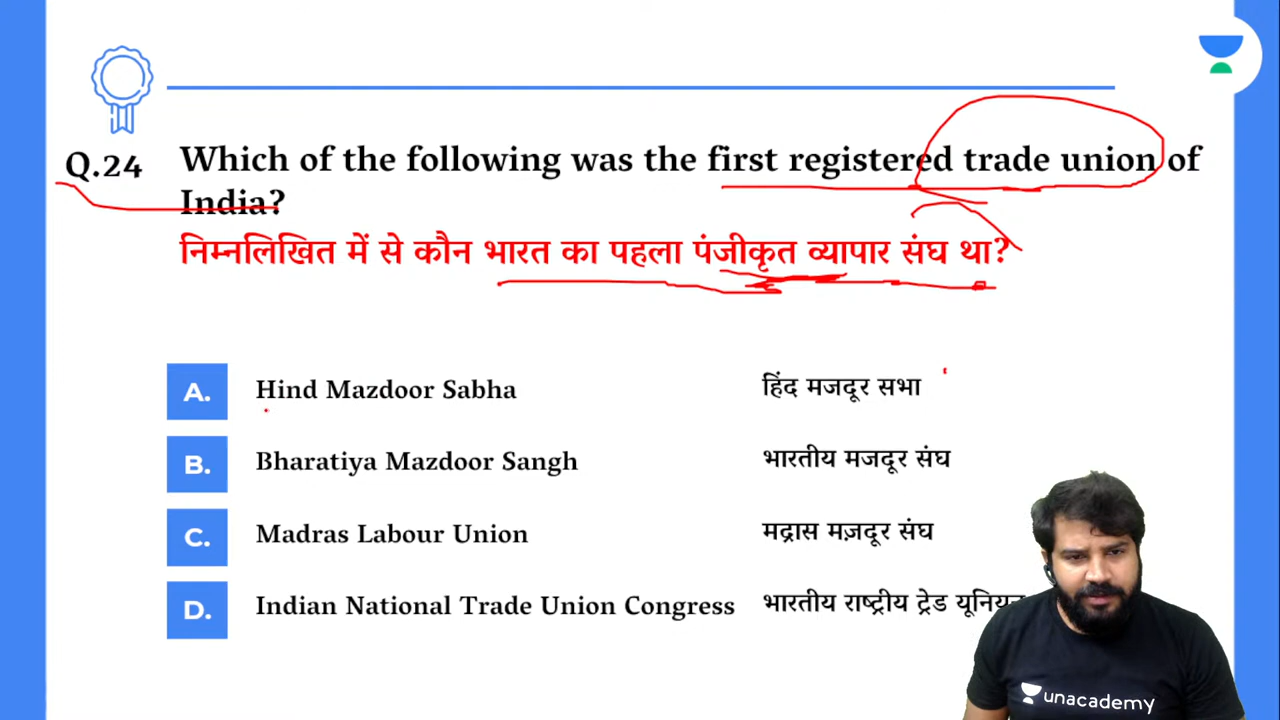 Q.24 Which of the following was the first registered trade union of
India?
निम्नलिखित में से कौन भारत का पहला पंजीकृत व्यापार संघ था?
A. Hind Mazdoor Sabha हिंद मजदूर सभा
B. Bharatiya Mazdoor Sangh भारतीय मजदूर संघ
C. Madras Labour Union मद्रास मज़दूर संघ
D. Indian National Trade Union Congress भारतीय राष्ट्रीय ट्रेड यूनियन
unacademy